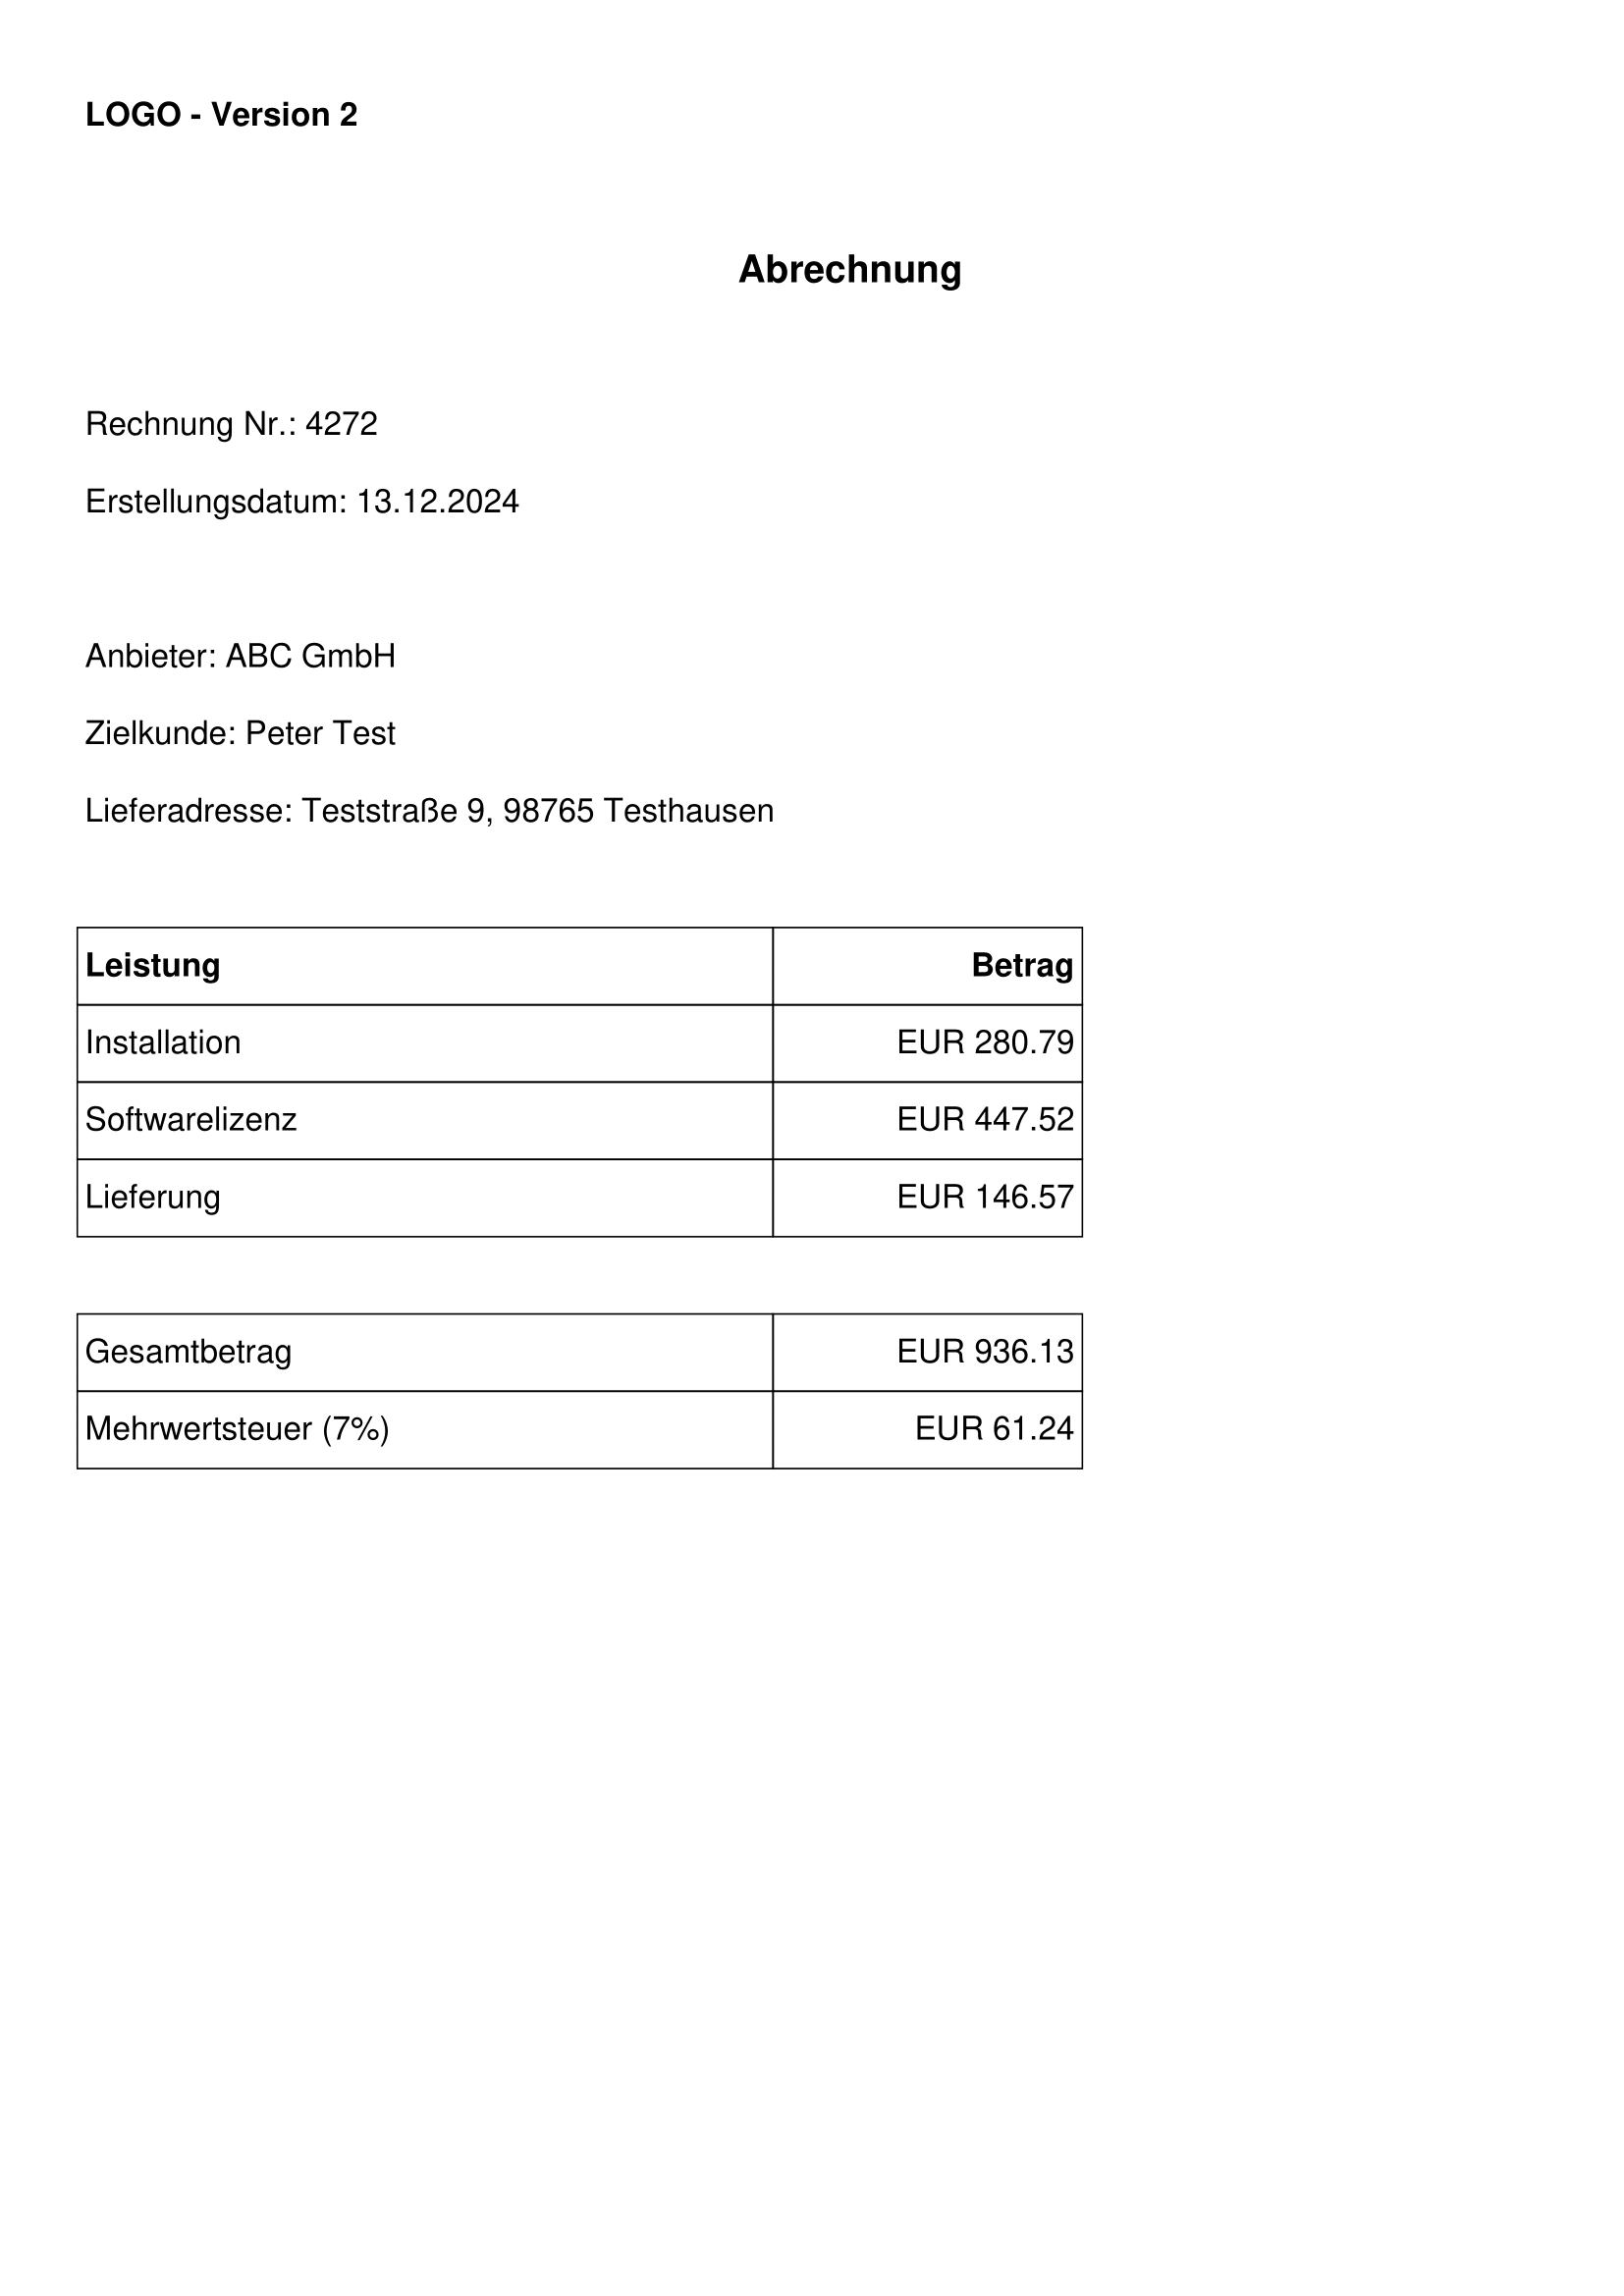 LOGO - Version 2
Abrechnung
Rechnung Nr.: 4272
Erstellungsdatum: 13.12.2024
Anbieter: ABC GmbH
Zielkunde: Peter Test
Lieferadresse: Teststraße 9, 98765 Testhausen
Leistung Betrag
Installation EUR 280.79
Softwarelizenz EUR 447.52
Lieferung EUR 146.57
Gesamtbetrag EUR 936.13
Mehrwertsteuer (7%) EUR 61.24